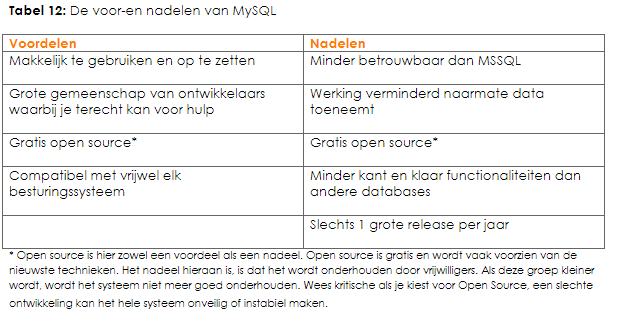 Tabel 12: De voor-en nadelen van MySQL
Voordelen Nadelen
Makkelijk te gebruiken en op te zetten Minder betrouwbaar dan MSSQL
Grote gemeenschap van ontwikkelaars Werking verminderd naarmate data
waarbij je terecht kan voor hulp toeneemt
Gratis open source* Gratis open source*
Compatibel met vrijwel elk Minder kant en klaar functionaliteiten dan
besturingssysteem andere databases
Slechts 1 grote release per jaar
* Open source is hier zowel een voordeel als een nadeel. Open source is gratis en wordt vaak voorzien van de
nieuwste technieken. Het nadeel hieraan is, is dat het wordt onderhouden door vrijwilligers. Als deze groep kleiner
wordt, wordt het systeem niet meer goed onderhouden. Wees kritische als je kiest voor Open Source, een slechte
ontwikkeling kan het hele systeem onveilig of instabiel maken.